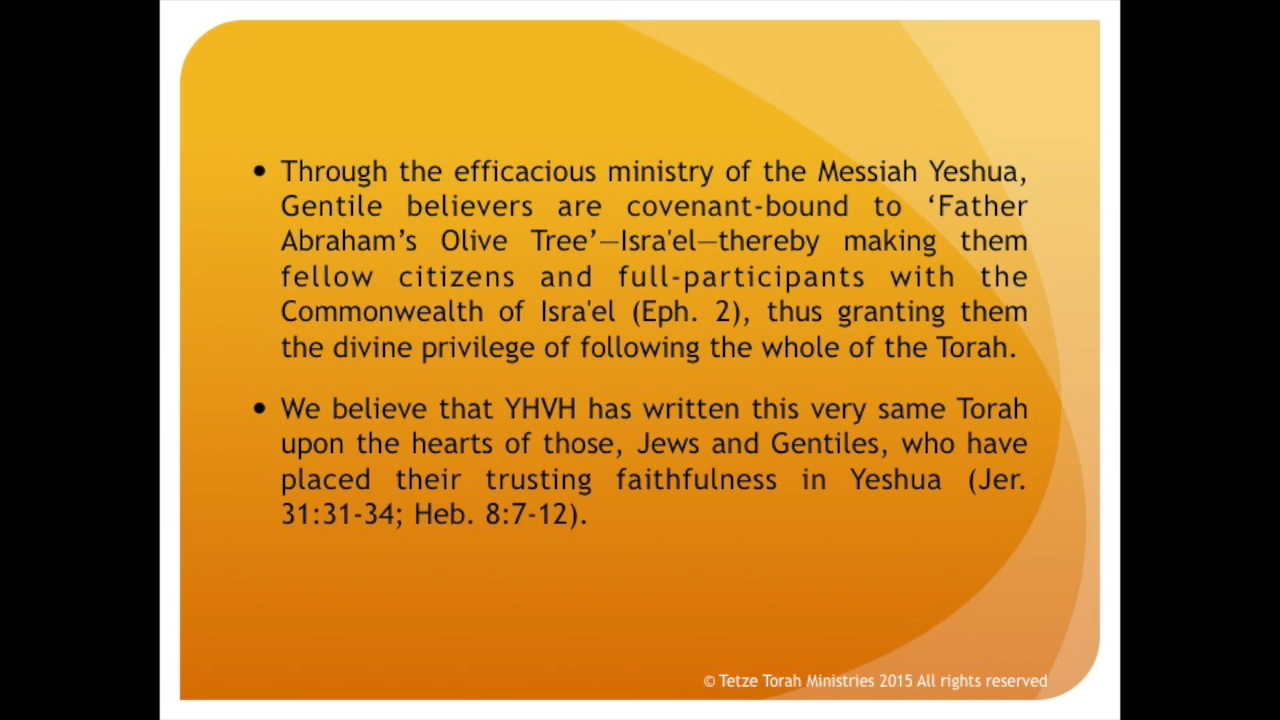 • Through the efficacious ministry of the Messiah Yeshua,
Gentile believers are covenant-bound to ‘Father
Abraham’s Olive Tree’—Isra'el—thereby making them
fellow citizens and full-participants with the
Commonwealth of Isra'el (Eph. 2), thus granting them
the divine privilege of following the whole of the Torah.
• We believe that YHVH has written this very same Torah
upon the hearts of those, Jews and Gentiles, who have
placed their trusting faithfulness in Yeshua (Jer.
31:31-34; Heb. 8:7-12).
© Tetze Torah Ministries 2015 All rights reserved